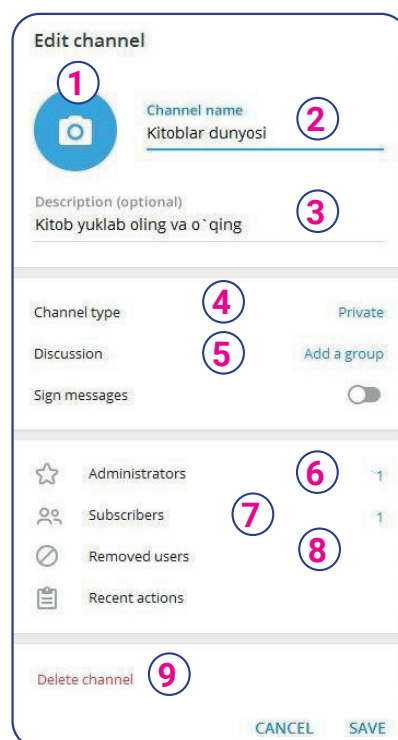 Edit channel
1
Channel name
Kitoblar dunyosi
2
Description (optional)
Kitob yuklab oling va o`qing
3
Channel type 4 Private
Discussion 5 Add a group
Sign messages
Administrators 6 1
Subscribers 7 1
Removed users 8
Recent actions
Delete channel 9
CANCEL SAVE